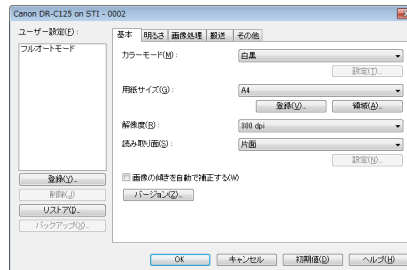 Canon DR-C125 on STI - 0002
ユーザー設定(F):
フルオートモード
登録(Y)...
削除(J)
リストア(I)...
バックアップ(X)...
基本 明るさ 画像処理 搬送 その他
カラーモード(M):
白黒
設定(T)...
用紙サイズ(G):
A4
登録(V)... 領域(A)...
解像度(R):
300 dpi
読み取り面(S):
片面
設定(N)...
画像の傾きを自動で補正する(W)
バージョン(Z)...
OK キャンセル 初期値(D) ヘルプ(H)